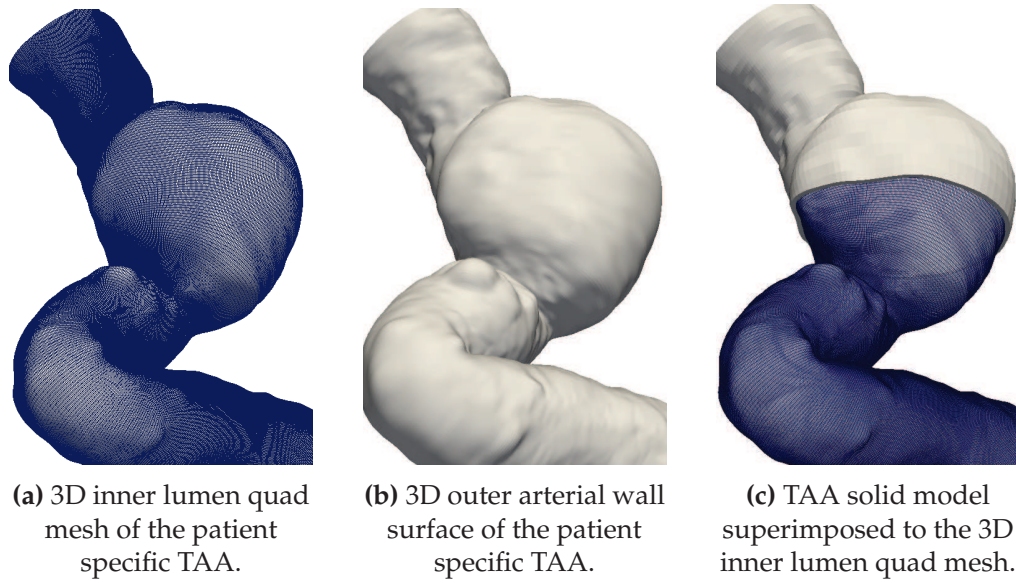 (a) 3D inner lumen quad
mesh of the patient
specific TAA.
(b) 3D outer arterial wall
surface of the patient
specific TAA.
(c) TAA solid model
superimposed to the 3D
inner lumen quad mesh.